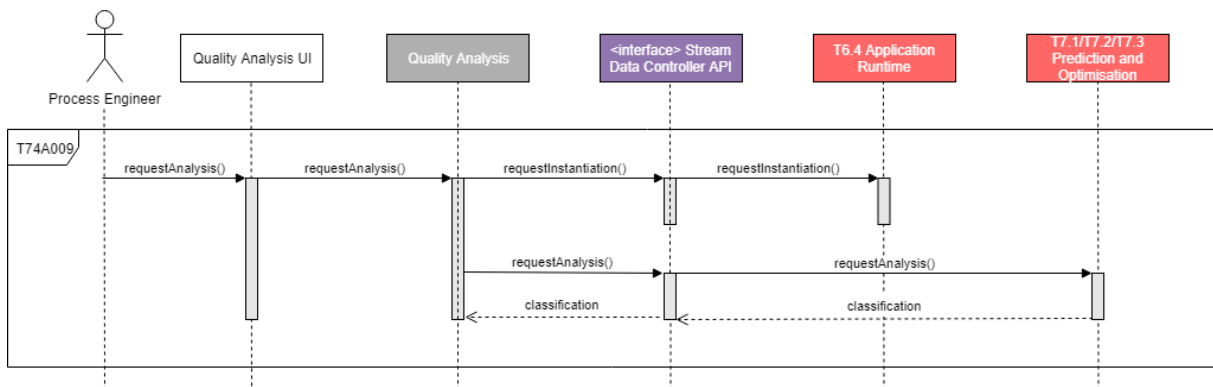 Quality Analysis UI
Quality Analysis
<interface> Stream
Data Controller API
T6.4 Application
Runtime
T7.1/T7.2/T7.3
Prediction and
Optimisation
Process Engineer
T74A009
requestAnalysis()
requestAnalysis()
requestInstantiation()
requestInstantiation()
requestAnalysis()
requestAnalysis()
classification
classification